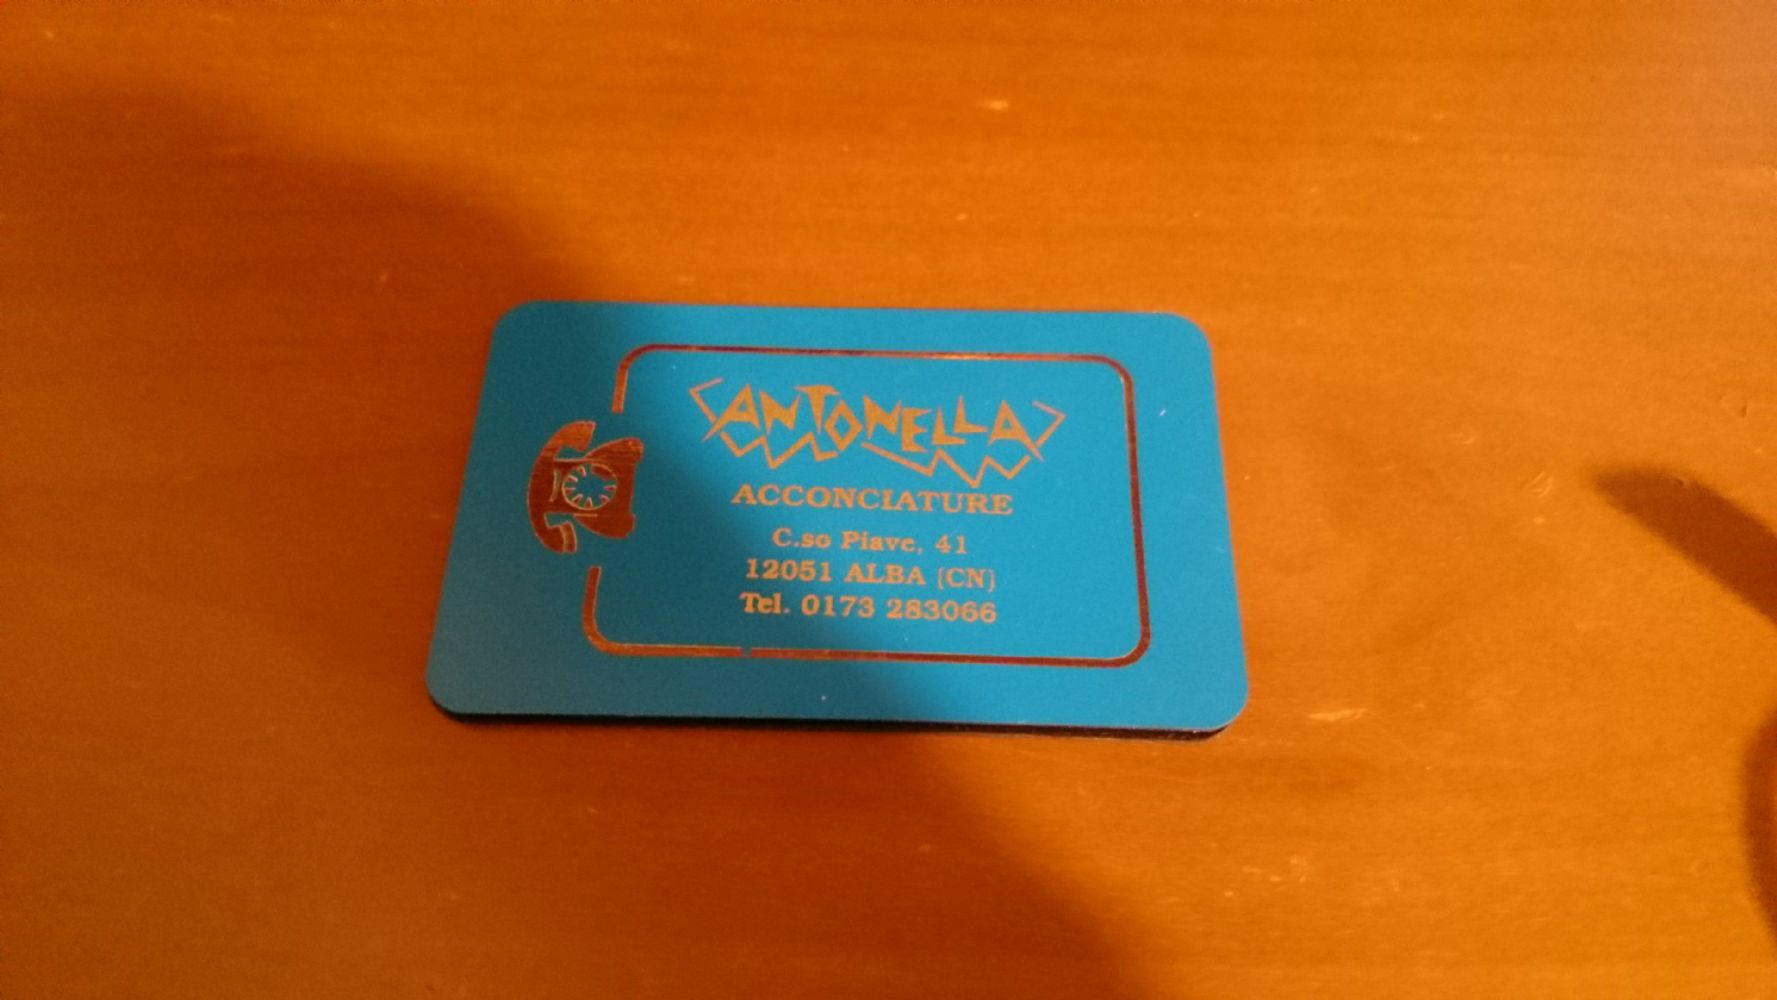 ANTONELLA
ACCONCIATURE
C.so Piave, 41
12051 ALBA (CN)
Tel. 0173 283066